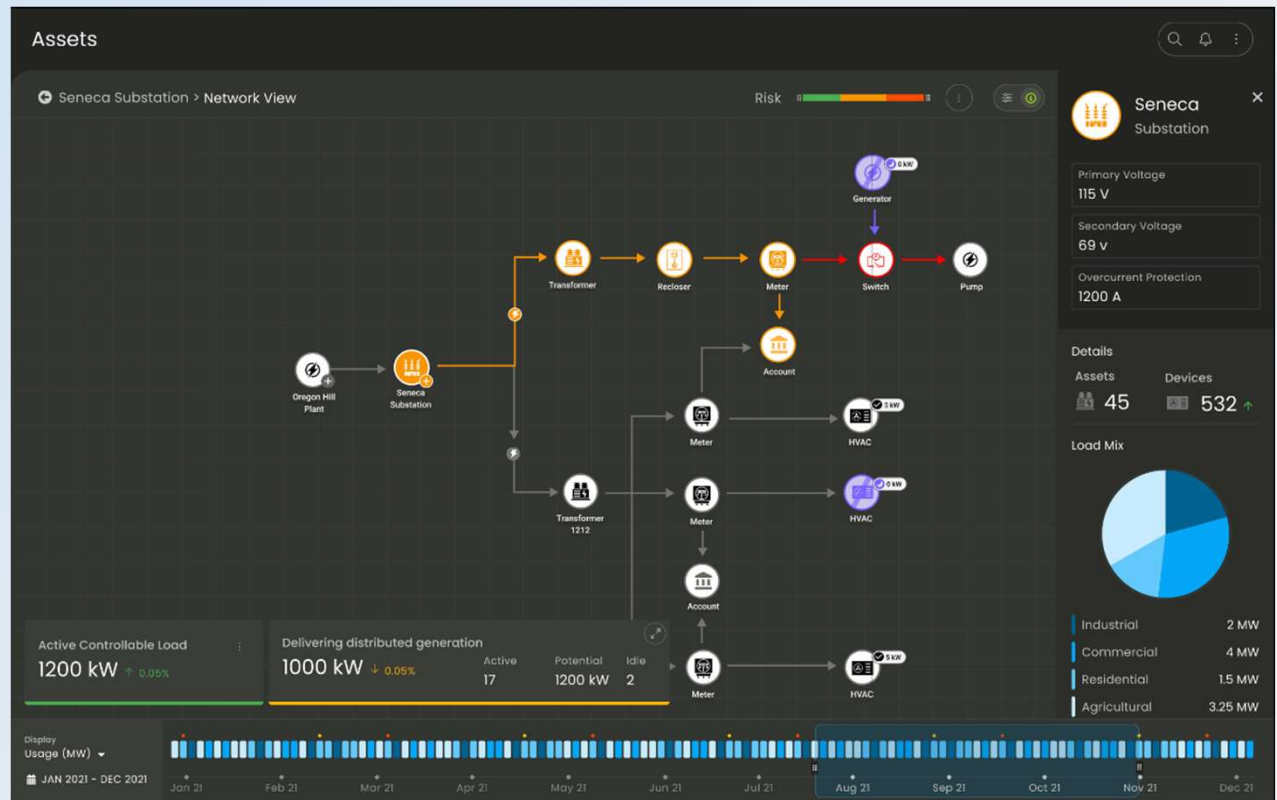 Assets
Seneca Substation > Network View
Risk
Seneca
Substation
Primary Voltage
115 V
Secondary Voltage
69 v
Overcurrent Protection
1200 A
Details
Assets
Devices
45
532
Load Mix
Industrial 2 MW
Commercial 4 MW
Residential 1.5 MW
Agricultural 3.25 MW
0 kW
Generator
Transformer
Recloser
Meter
Switch
Pump
Account
Oregon Hill
Plant
Seneca
Substation
Meter
5 kW
HVAC
Transformer
1212
Meter
0 kW
HVAC
Account
Meter
5 kW
HVAC
Active Controllable Load
1200 kW ↑ 0.05%
Delivering distributed generation
1000 kW ↓ 0.05%
Active
17
Potential
1200 kW
Idle
2
Display
Usage (MW)
JAN 2021 - DEC 2021
Jan 21 Feb 21 Mar 21 Apr 21 May 21 Jun 21 Jul 21 Aug 21 Sep 21 Oct 21 Nov 21 Dec 21